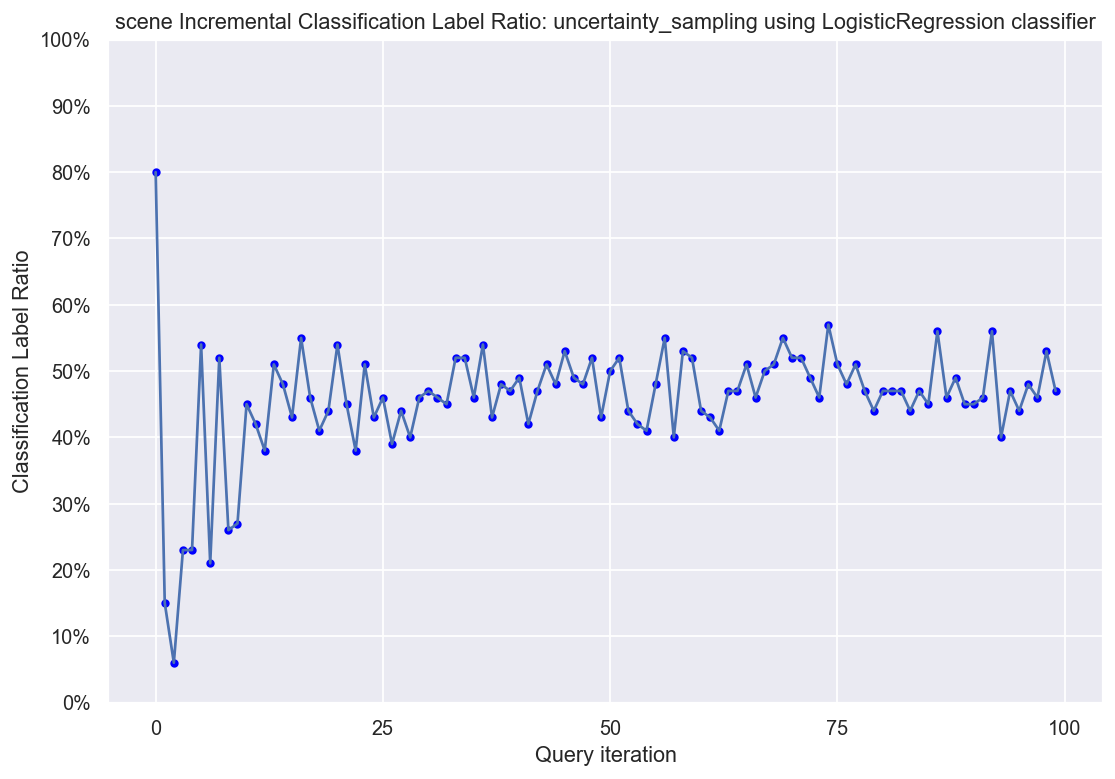 scene Incremental Classification Label Ratio: uncertainty_sampling using LogisticRegression classifier
100%
90%
80%
70%
60%
50%
40%
30%
20%
10%
0%
Classification Label Ratio
0 25 50 75 100
Query iteration